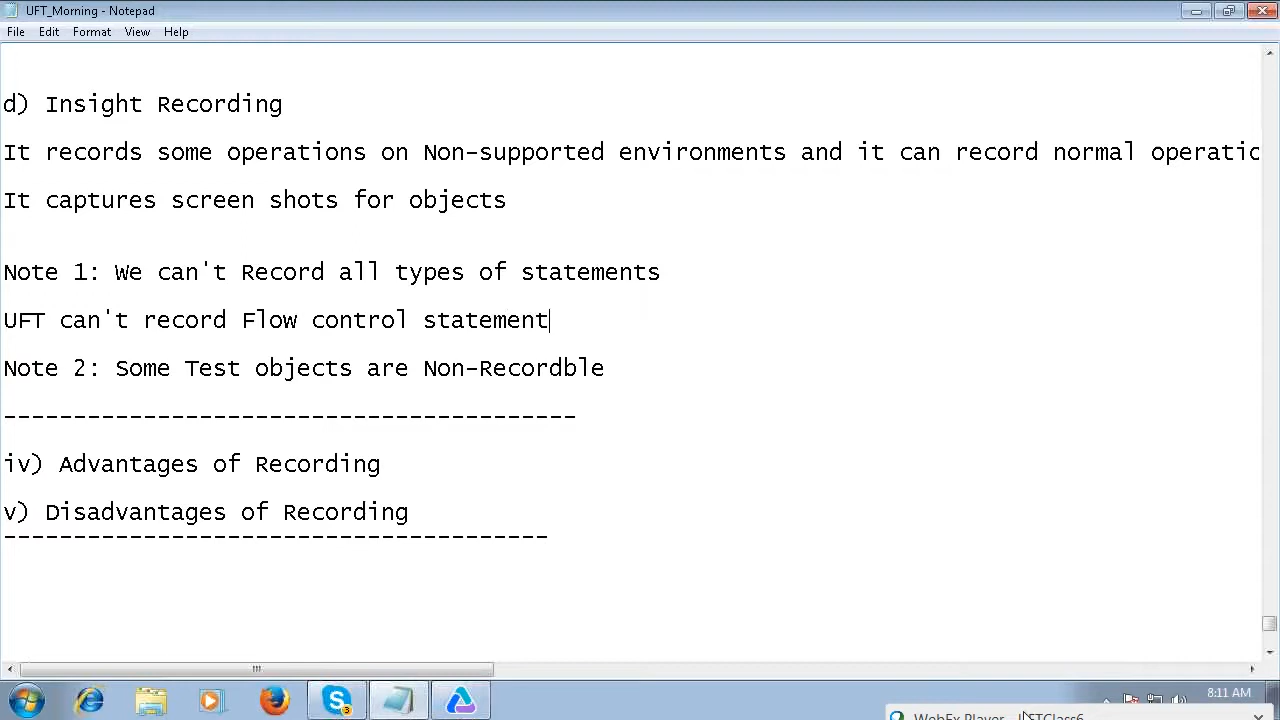 UFT_Morning - Notepad
File Edit Format View Help
d) Insight Recording
It records some operations on Non-supported environments and it can record normal operatic
It captures screen shots for objects
Note 1: We can't Record all types of statements
UFT can't record Flow control statement
Note 2: Some Test objects are Non-Recordble
-----------------------------------------
iv) Advantages of Recording
v) Disadvantages of Recording
---------------------------------------
3
8:11 AM
WebEx Player